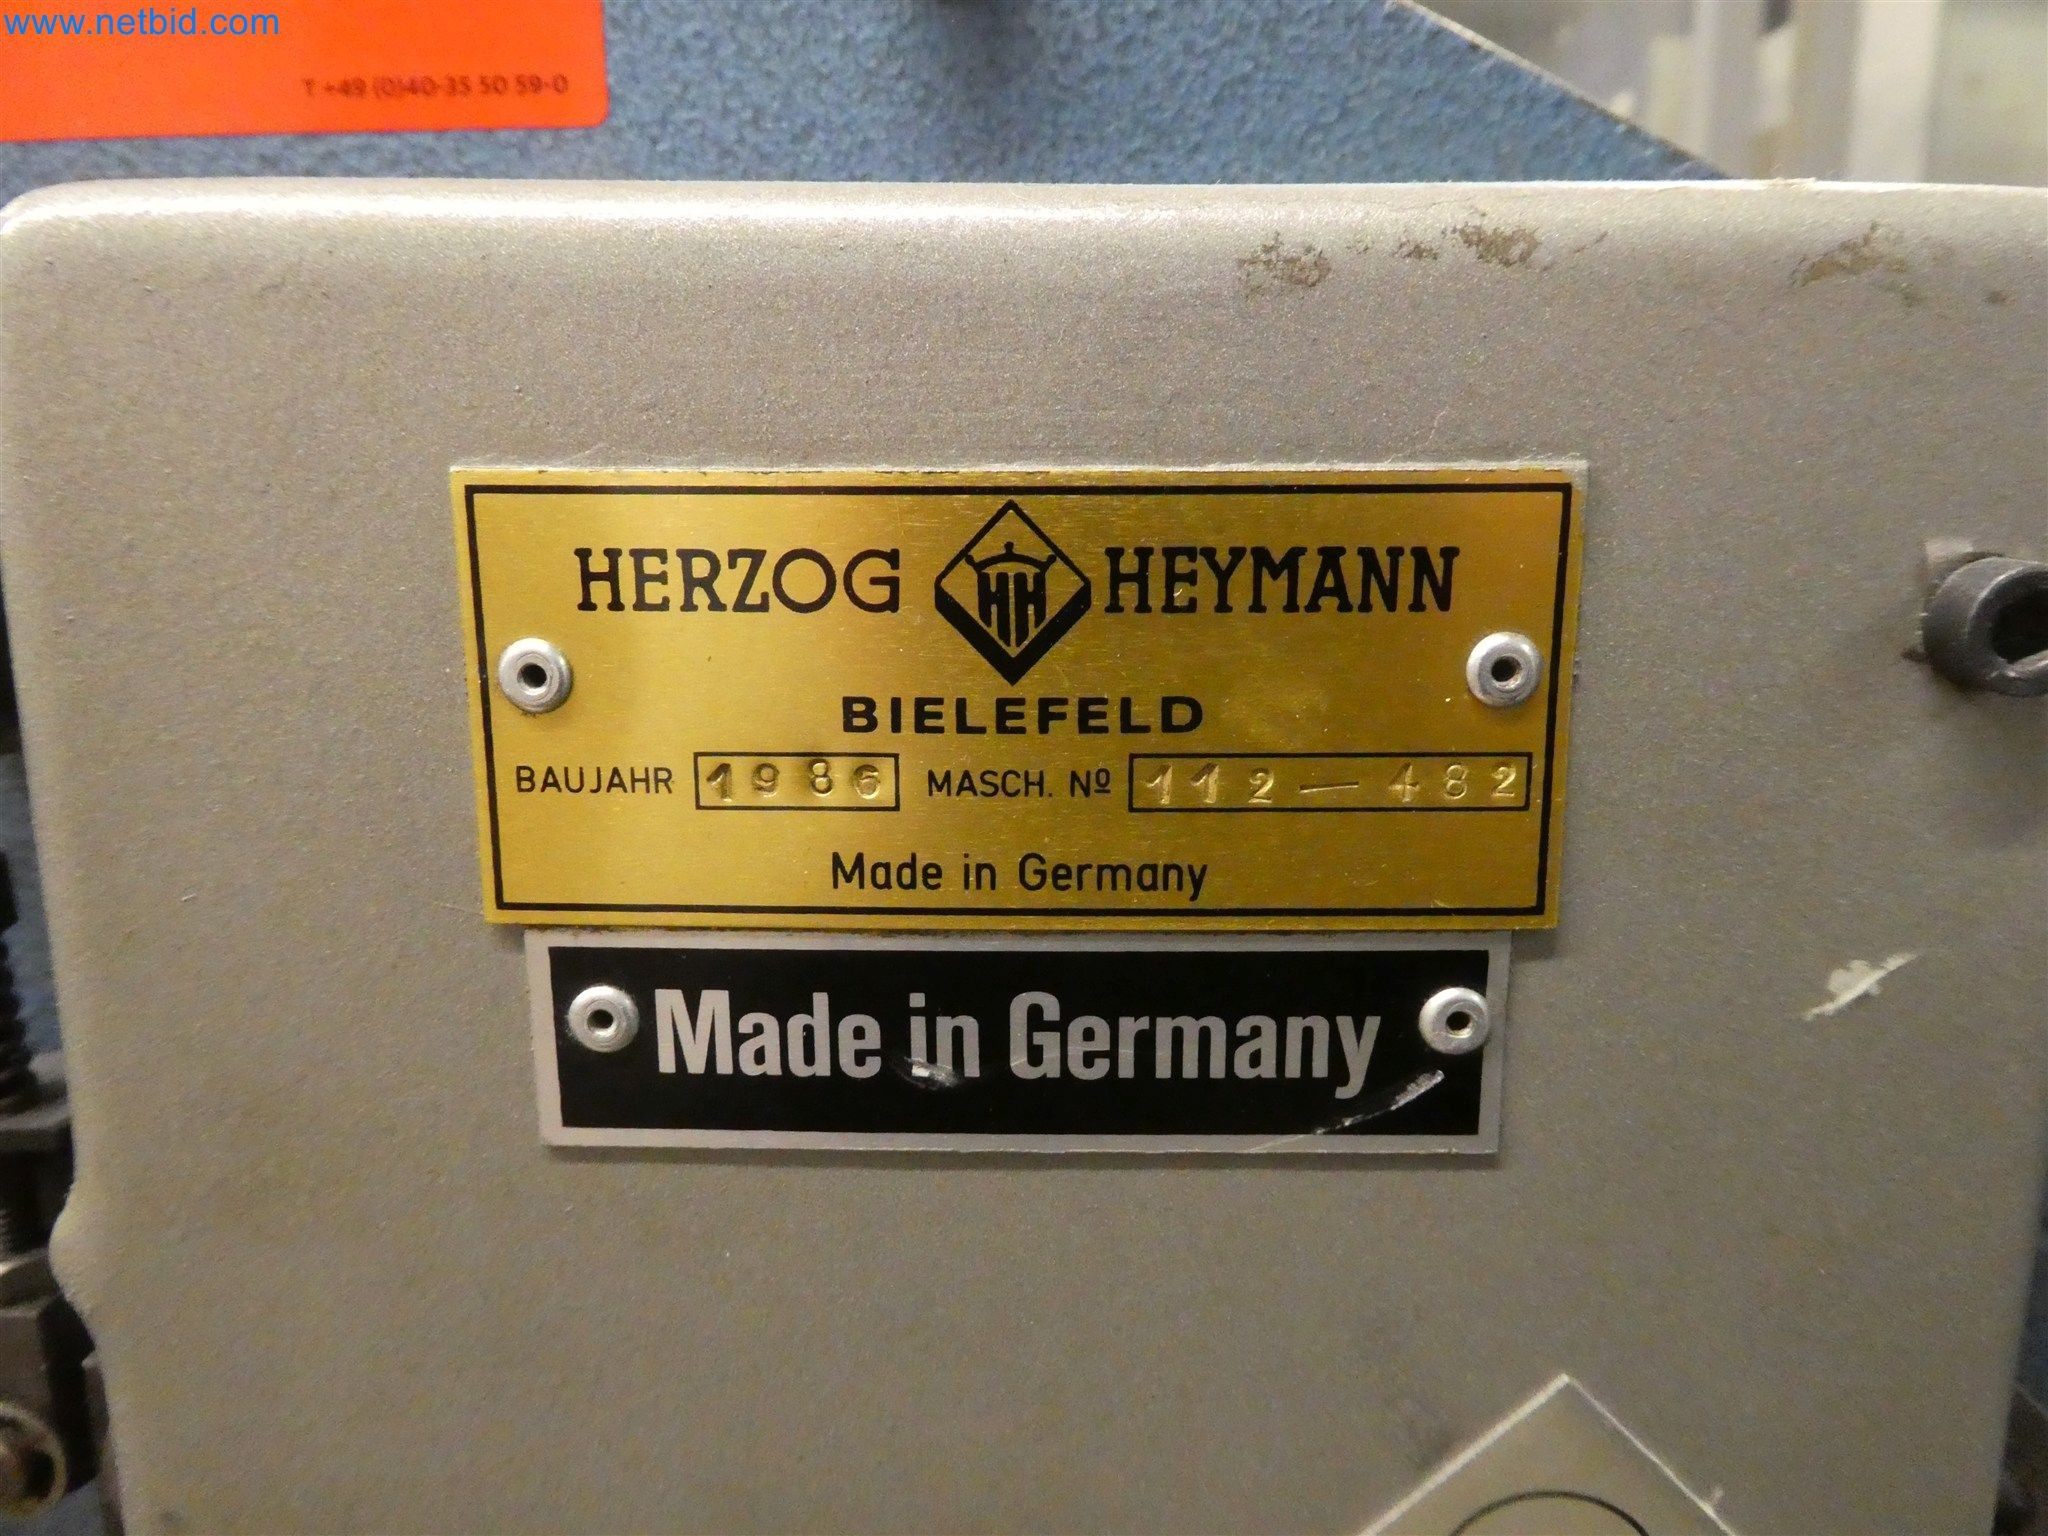 www.netbid.com
T +49 (0)40-35 50 59-0
HERZOG HH HEYMANN
BIELEFELD
BAUJAHR 1986 MASCH. Nº 112-482
Made in Germany
Made in Germany